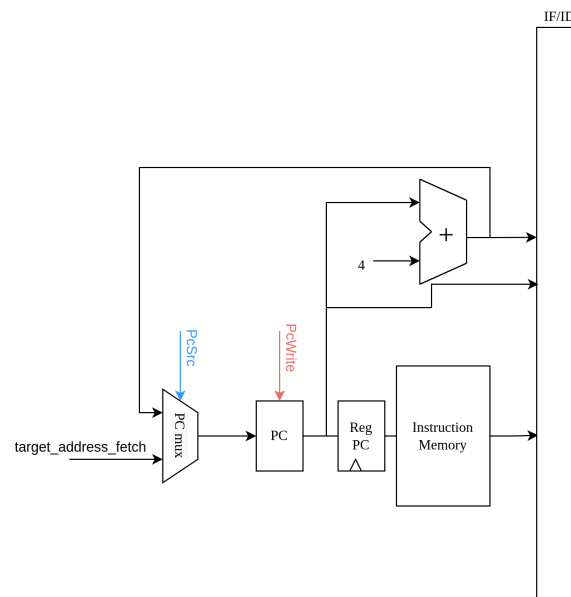 IF/ID
+
4
PcSrc
PcWrite
PC mux
target_address_fetch
PC
Reg
PC
Instruction
Memory